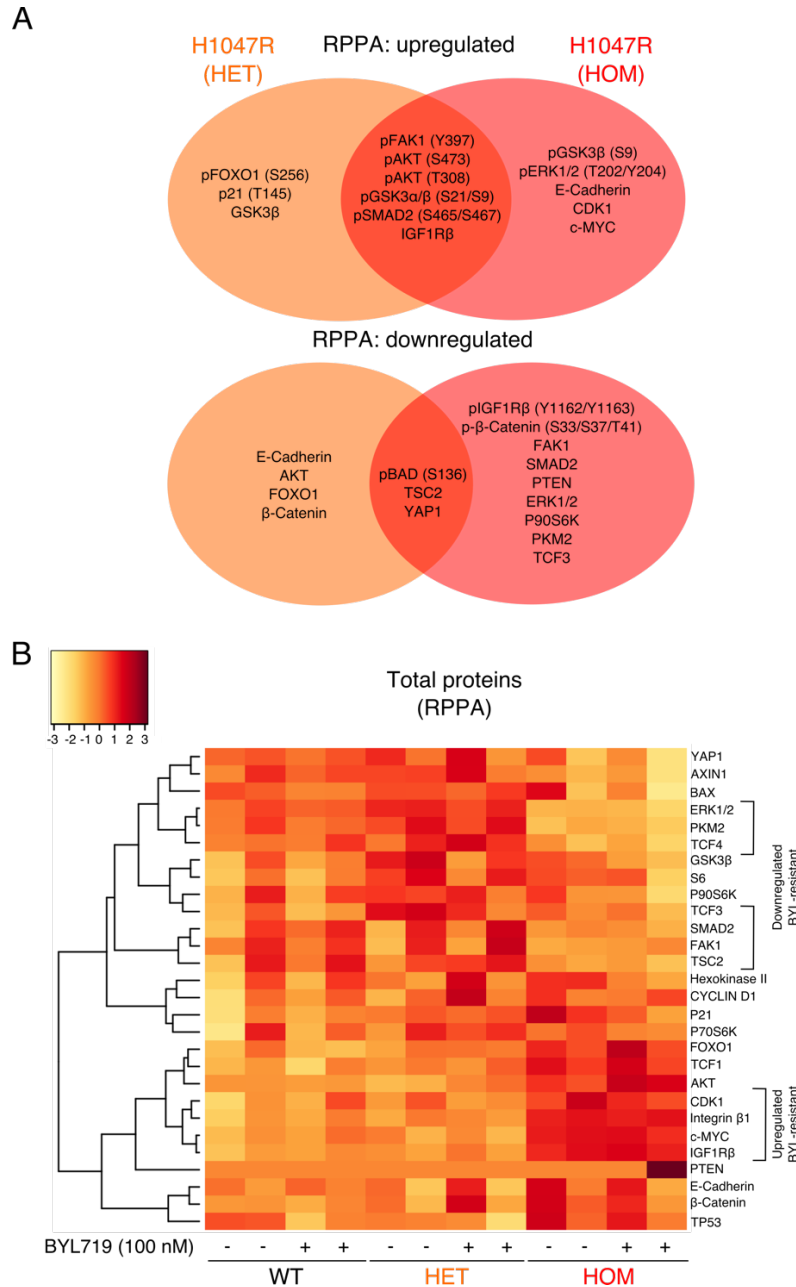 A
H1047R
(HET)
RPPA: upregulated
H1047R
(HOM)
pFOXO1 (S256)
p21 (T145)
GSK3β
pFAK1 (Y397)
pAKT (S473)
pAKT (T308)
pGSK3α/β (S21/S9)
pSMAD2 (S465/S467)
IGF1Rβ
pGSK3β (S9)
pERK1/2 (T202/Y204)
E-Cadherin
CDK1
c-MYC
RPPA: downregulated
E-Cadherin
AKT
FOXO1
β-Catenin
pBAD (S136)
TSC2
YAP1
pIGF1Rβ (Y1162/Y1163)
p-β-Catenin (S33/S37/T41)
FAK1
SMAD2
PTEN
ERK1/2
P90S6K
PKM2
TCF3
B
-3 -2 -1 0 1 2 3
Total proteins
(RPPA)
YAP1
AXIN1
BAX
ERK1/2
PKM2
TCF4
GSK3β
S6
P90S6K
TCF3
SMAD2
FAK1
TSC2
Hexokinase II
CYCLIN D1
P21
P70S6K
FOXO1
TCF1
AKT
CDK1
Integrin β1
c-MYC
IGF1Rβ
PTEN
E-Cadherin
β-Catenin
TP53
Downregulated
BYL-resistant
Upregulated
BYL-resistant
BYL719 (100 nM) - - + + - - + + - - + +
WT HET HOM